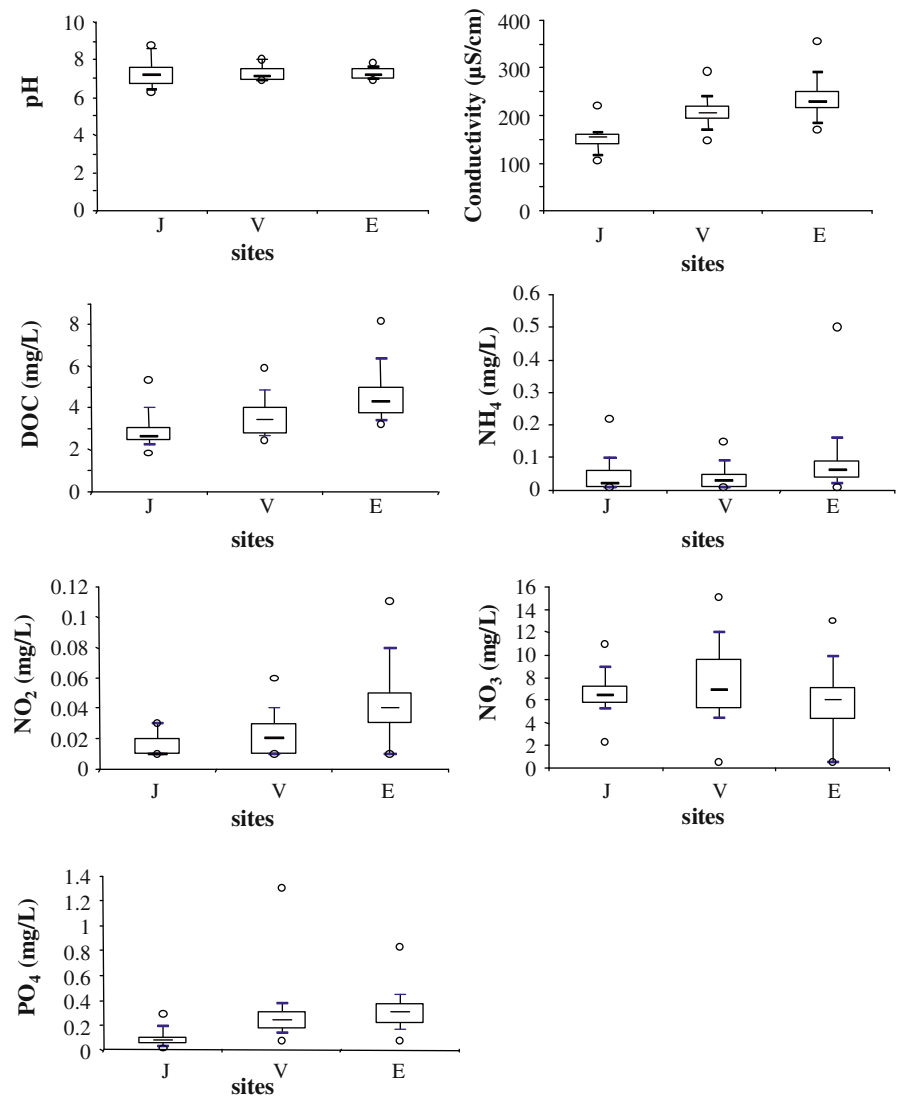 pH
10
8
6
4
2
0
J V E
sites
Conductivity (µS/cm)
400
300
200
100
0
J V E
sites
DOC (mg/L)
8
6
4
2
0
J V E
sites
NH4 (mg/L)
0.6
0.5
0.4
0.3
0.2
0.1
0
J V E
sites
NO2 (mg/L)
0.12
0.1
0.08
0.06
0.04
0.02
0
J V E
sites
NO3 (mg/L)
16
14
12
10
8
6
4
2
0
J V E
sites
PO4 (mg/L)
1.4
1.2
1
0.8
0.6
0.4
0.2
0
J V E
sites